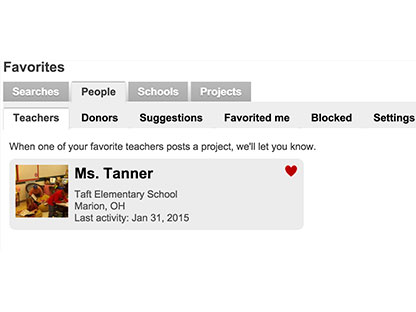 Favorites
Searches People Schools Projects
Teachers Donors Suggestions Favorited me Blocked Settings
When one of your favorite teachers posts a project, we'll let you know.
Ms. Tanner
Taft Elementary School
Marion, OH
Last activity: Jan 31, 2015